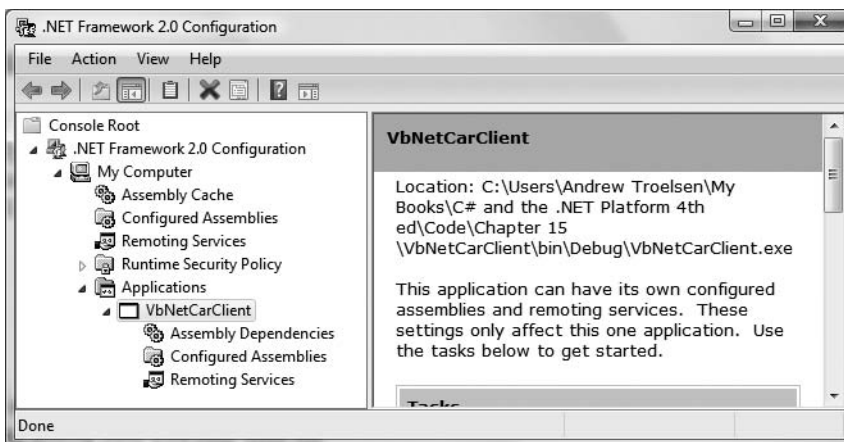 .NET Framework 2.0 Configuration
File Action View Help
Console Root
.NET Framework 2.0 Configuration
My Computer
Assembly Cache
Configured Assemblies
Remoting Services
Runtime Security Policy
Applications
VbNetCarClient
Assembly Dependencies
Configured Assemblies
Remoting Services
VbNetCarClient
Location: C:\Users\Andrew Troelsen\My
Books\C# and the .NET Platform 4th
ed\Code\Chapter 15
\VbNetCarClient\bin\Debug\VbNetCarClient.exe
This application can have its own configured
assemblies and remoting services. These
settings only affect this one application. Use
the tasks below to get started.
Tasks
Done